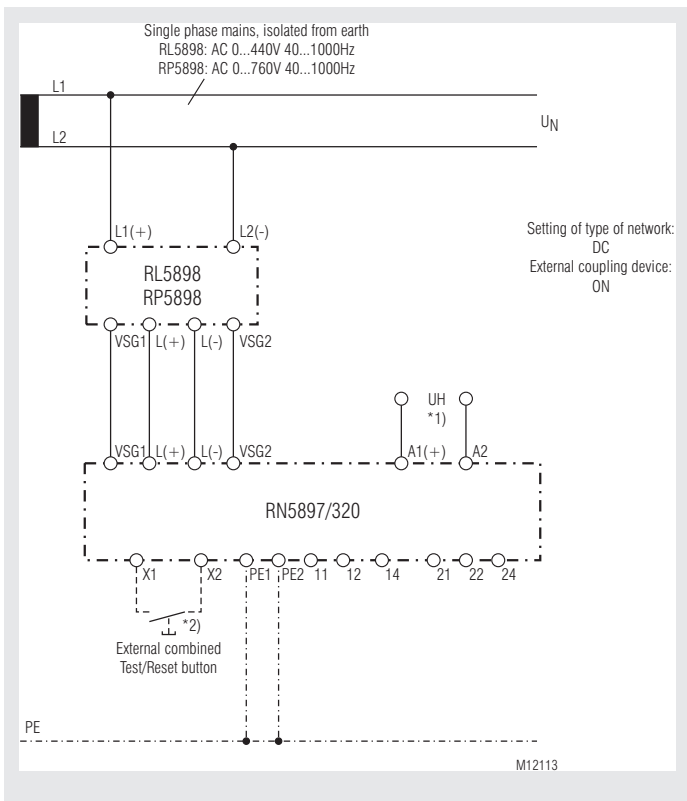 Single phase mains, isolated from earth
RL5898: AC 0...440V 40...1000Hz
RP5898: AC 0...760V 40...1000Hz
L1
UN
L2
L1(+) L2(-)
Setting of type of network:
DC
External coupling device:
ON
RL5898
RP5898
VSG1 L(+) L(-) VSG2
UH
*1)
VSG1 L(+) L(-) VSG2 A1(+) A2
RN5897/320
X1 X2 PE1 PE2 11 12 14 21 22 24
*2)
External combined
Test/Reset button
PE
M12113